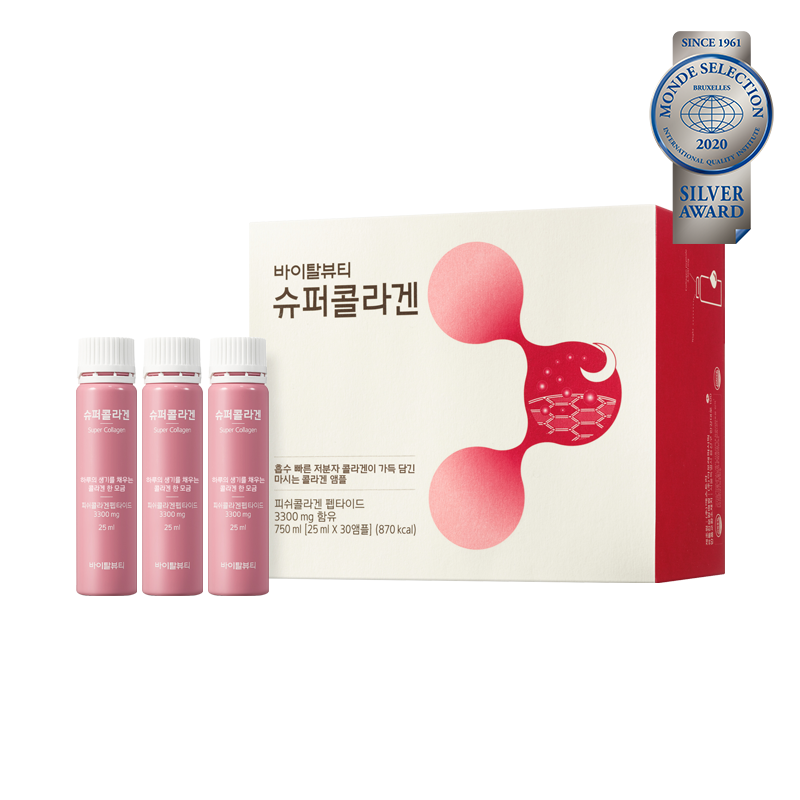 SINCE 1961
MONDE SELECTION
BRUXELLES
2020
INTERNATIONAL QUALITY INSTITUTE
SILVER
AWARD
바이탈뷰티
슈퍼콜라겐
흡수 빠른 저분자 콜라겐이 가득 담긴
마시는 콜라겐 앰플
피쉬콜라겐 펩타이드
3300 mg 함유
750 ml [25 ml X 30앰플] (870 kcal)
슈퍼콜라겐
Super Collagen
하루의 생기를 채우는
콜라겐 한 모금
피쉬콜라겐펩타이드
3300 mg
25 ml
바이탈뷰티
슈퍼콜라겐
Super Collagen
하루의 생기를 채우는
콜라겐 한 모금
피쉬콜라겐펩타이드
3300 mg
25 ml
바이탈뷰티
슈퍼콜라겐
Super Collagen
하루의 생기를 채우는
콜라겐 한 모금
피쉬콜라겐펩타이드
3300 mg
25 ml
바이탈뷰티